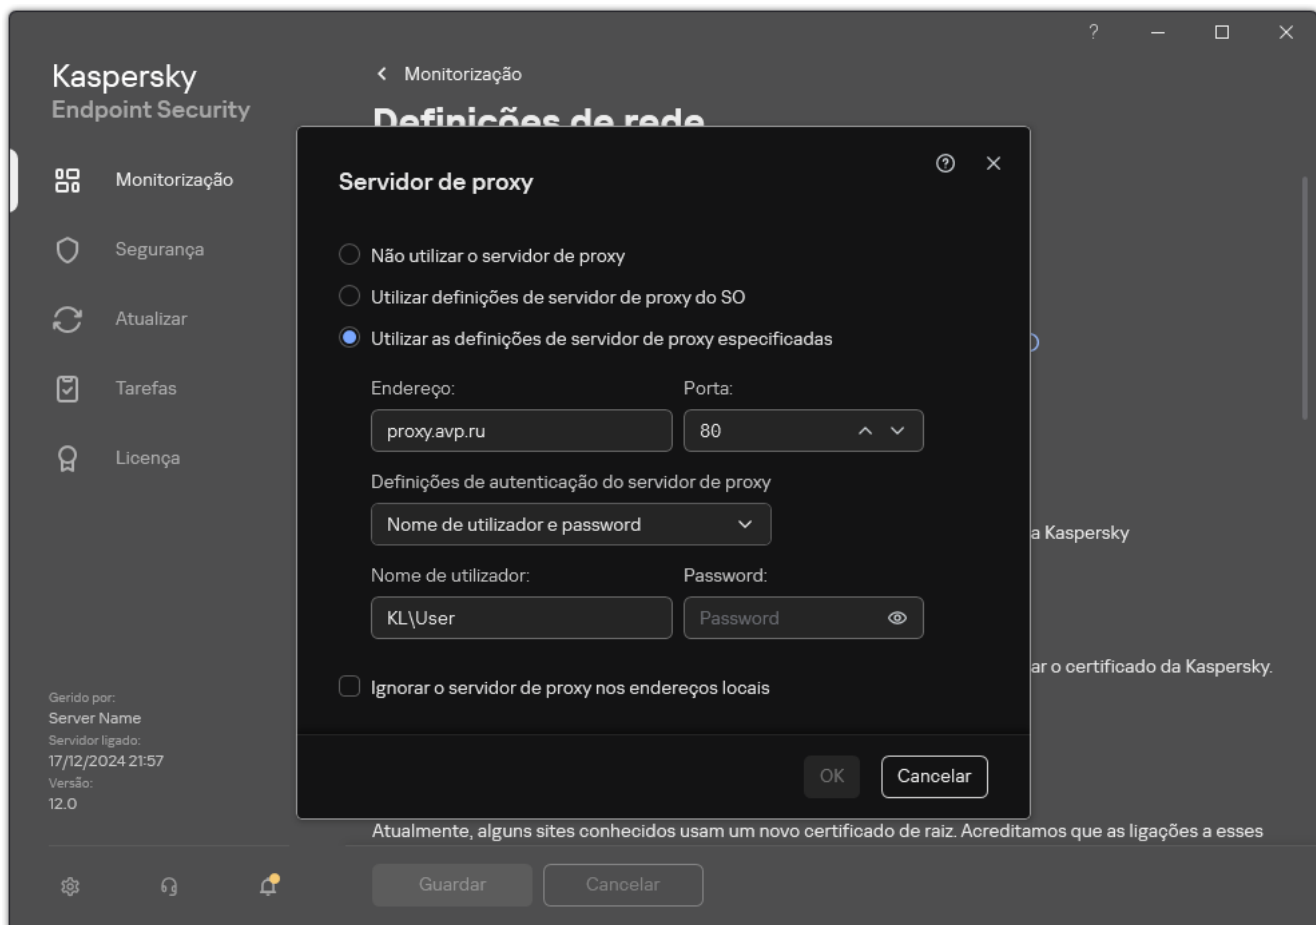 ?
Kaspersky
Endpoint Security
Monitorização
Definições de rede
Monitorização
Segurança
Atualizar
Tarefas
Licença
Servidor de proxy
Não utilizar o servidor de proxy
Utilizar definições de servidor de proxy do SO
Utilizar as definições de servidor de proxy especificadas
Endereço: Porta:
proxy.avp.ru 80
Definições de autenticação do servidor de proxy
Nome de utilizador e password
Nome de utilizador: Password:
KL\User Password
Ignorar o servidor de proxy nos endereços locais
OK Cancelar
a Kaspersky
ar o certificado da Kaspersky.
Gerido por:
Server Name
Servidor ligado:
17/12/2024 21:57
Versão:
12.0
Atualmente, alguns sites conhecidos usam um novo certificado de raiz. Acreditamos que as ligações a esses
Guardar Cancelar